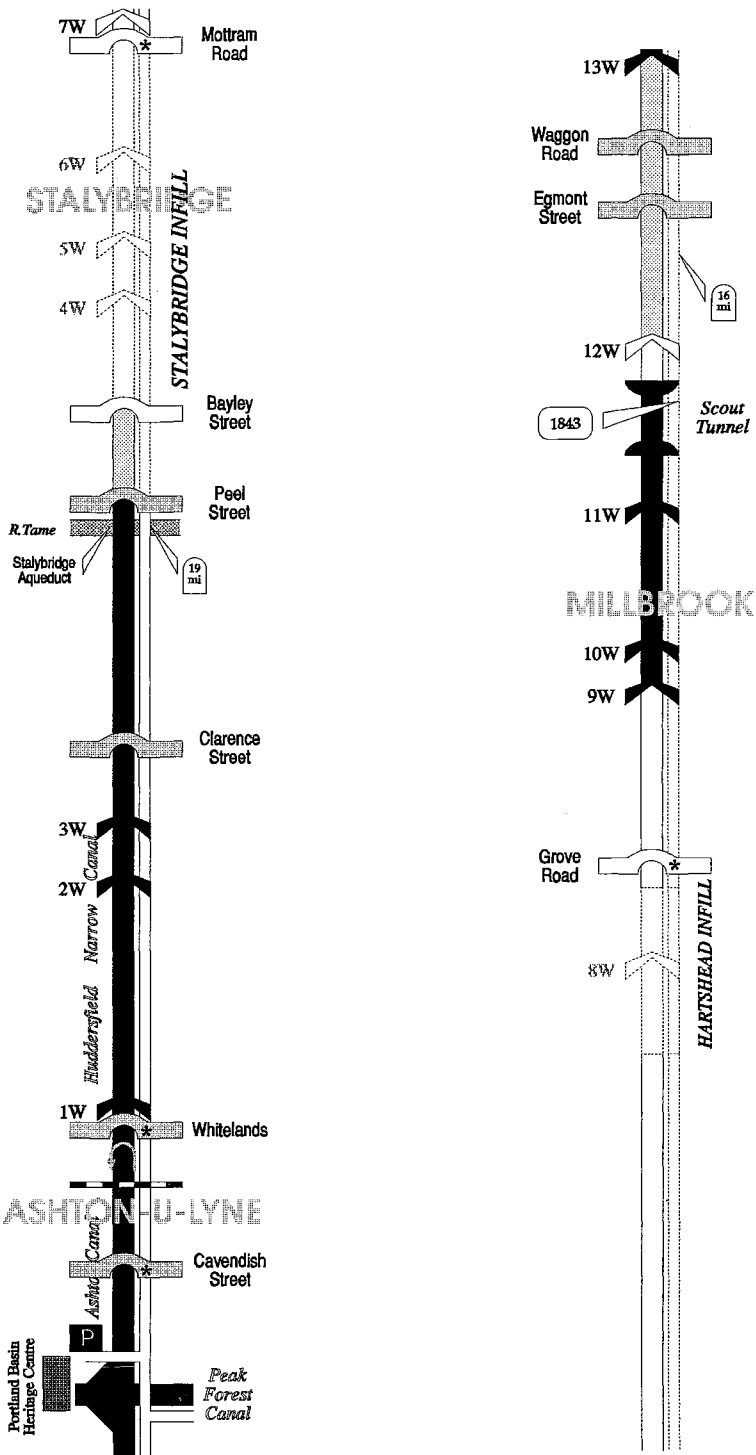 7W
Mottram
Road
*
6W
STALYBRIDGE
5W
STALYBRIDGE INFILL
4W
Bayley
Street
Peel
Street
R.Tame
Stalybridge
Aqueduct
19
mi
Clarence
Street
3W
2W
Huddersfield Narrow Canal
1W
Whitelands
*
ASHTON-U-LYNE
Ashton Canal
Cavendish
Street
*
P
Portland Basin
Heritage Centre
Peak
Forest
Canal
13W
Waggon
Road
Egmont
Street
16
mi
12W
1843
Scout
Tunnel
11W
MILLBROOK
10W
9W
Grove
Road
*
HARTSHEAD INFILL
8W